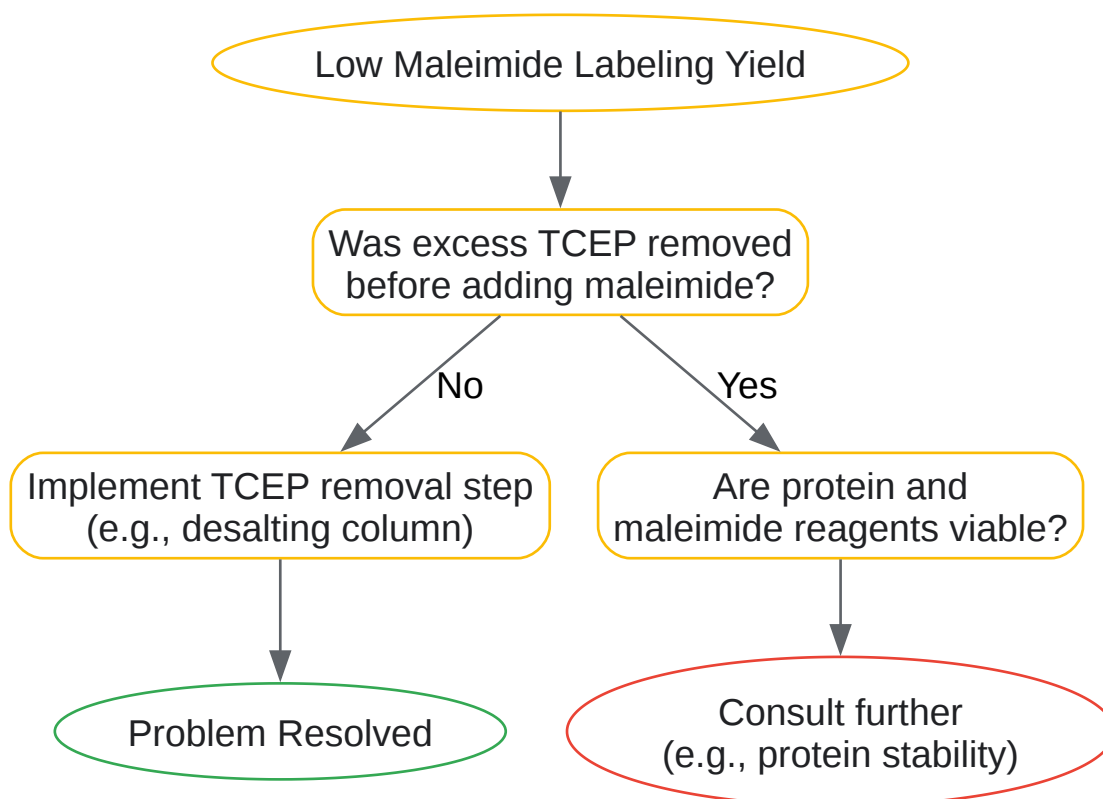 Low Maleimide Labeling Yield
Was excess TCEP removed
before adding maleimide?
No
Yes
Implement TCEP removal step
(e.g., desalting column)
Are protein and
maleimide reagents viable?
Problem Resolved
Consult further
(e.g., protein stability)